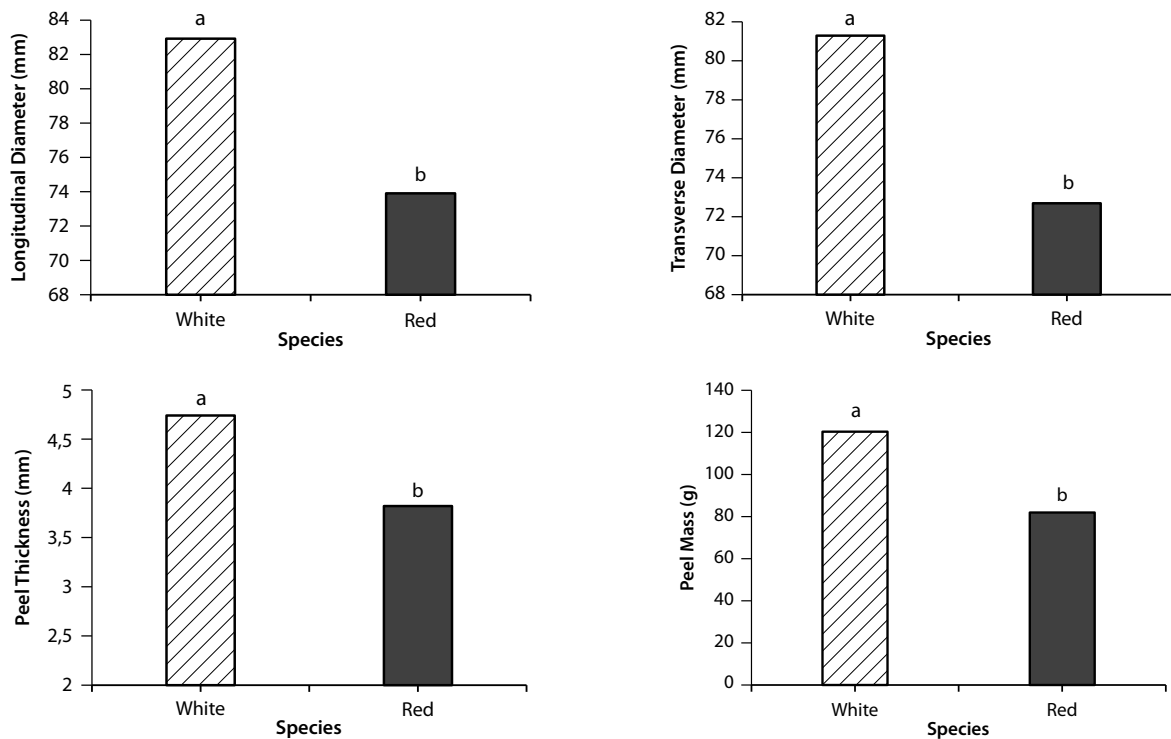 Longitudinal Diameter (mm)
84
82
80
78
76
74
72
70
68
a
b
White
Red
Species
Transverse Diameter (mm)
82
80
78
76
74
72
70
68
a
b
White
Red
Species
Peel Thickness (mm)
5
4,5
4
3,5
3
2,5
2
a
b
White
Red
Species
Peel Mass (g)
140
120
100
80
60
40
20
0
a
b
White
Red
Species